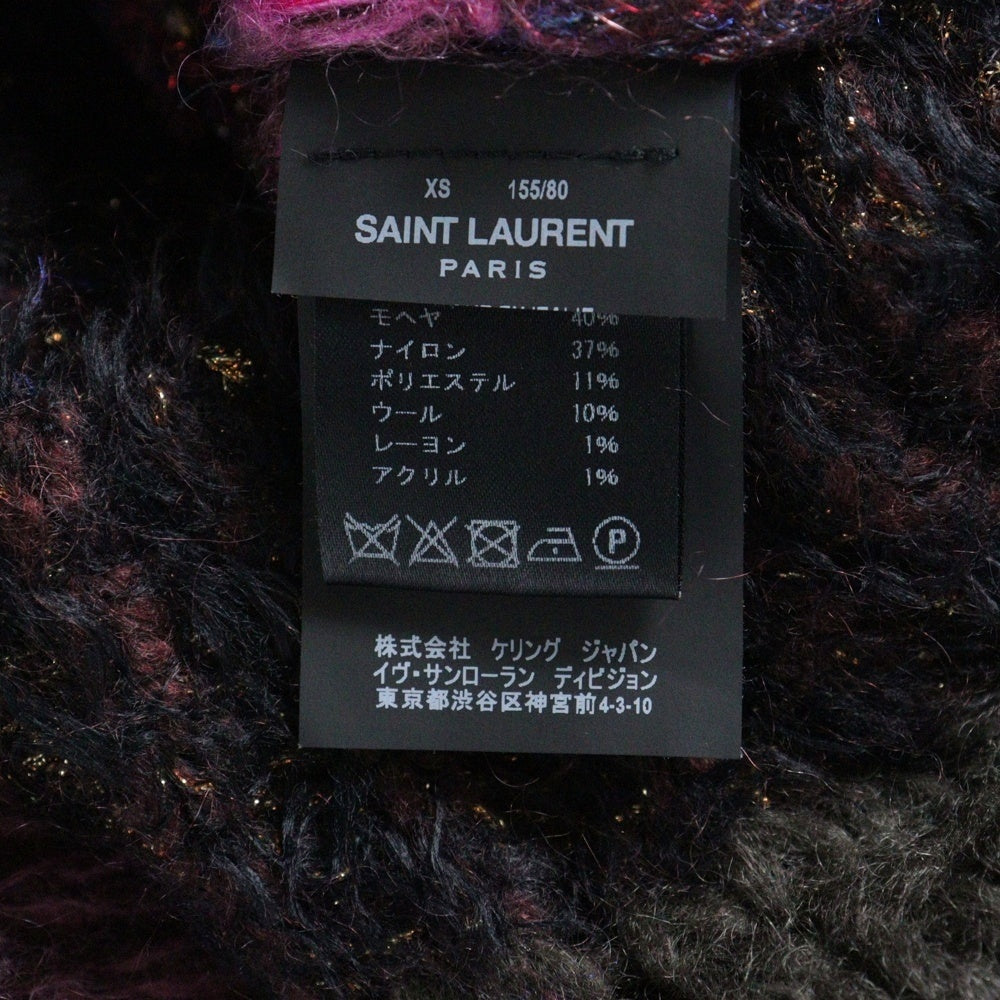 XS 155/80
SAINT LAURENT
PARIS
モヘヤ 40%
ナイロン 37%
ポリエステル 11%
ウール 10%
レーヨン 1%
アクリル 1%
P
株式会社 ケリング ジャパン
イヴ・サンローラン ディビジョン
東京都渋谷区神宮前4-3-10